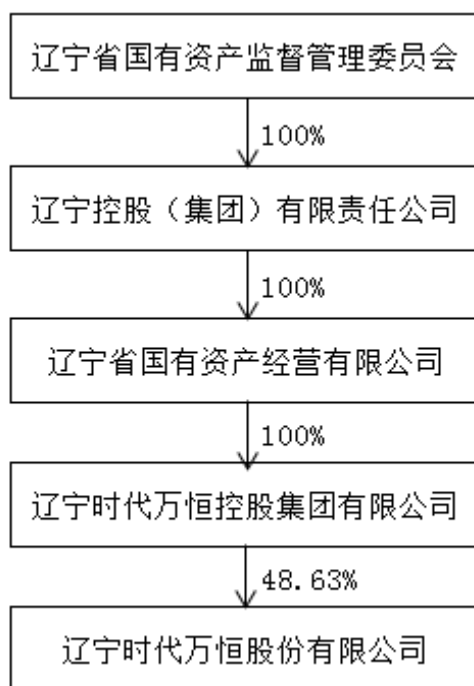 辽宁省国有资产监督管理委员会
100%
辽宁控股（集团）有限责任公司
100%
辽宁省国有资产经营有限公司
100%
辽宁时代万恒控股集团有限公司
48.63%
辽宁时代万恒股份有限公司